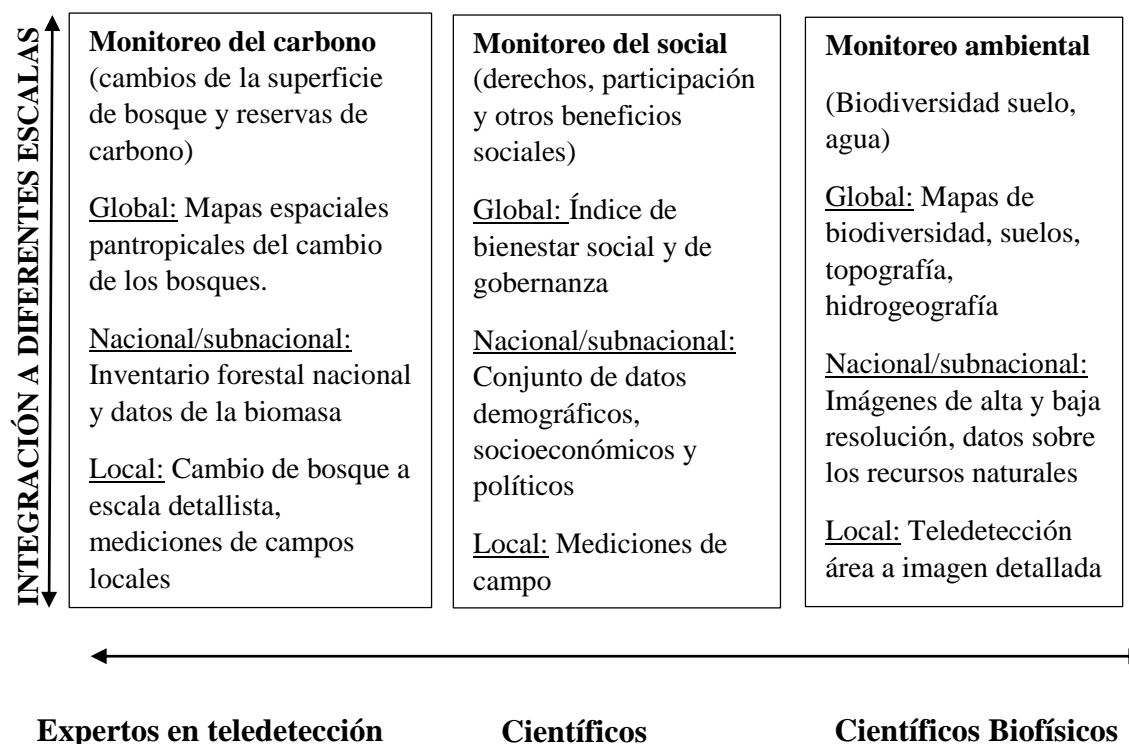 INTEGRACIÓN A DIFERENTES ESCALAS
Monitoreo del carbono
(cambios de la superficie
de bosque y reservas de
carbono)
Global: Mapas espaciales
pantropicales del cambio
de los bosques.
Nacional/subnacional:
Inventario forestal nacional
y datos de la biomasa
Local: Cambio de bosque a
escala detallista,
mediciones de campos
locales
Monitoreo del social
(derechos, participación
y otros beneficios
sociales)
Global: Índice de
bienestar social y de
gobernanza
Nacional/subnacional:
Conjunto de datos
demográficos,
socioeconómicos y
políticos
Local: Mediciones de
campo
Monitoreo ambiental
(Biodiversidad suelo,
agua)
Global: Mapas de
biodiversidad, suelos,
topografía,
hidrogeografía
Nacional/subnacional:
Imágenes de alta y baja
resolución, datos sobre
los recursos naturales
Local: Teledetección
área a imagen detallada
Expertos en teledetección
Científicos
Científicos Biofísicos